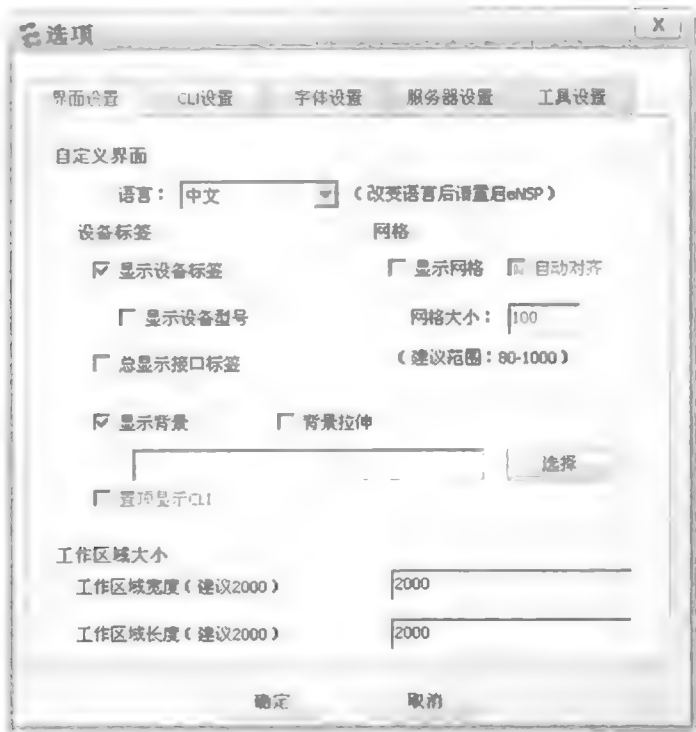 选项
X
界面设置 CLI设置 字体设置 服务器设置 工具设置
自定义界面
语言： 中文 （改变语言后请重启eNSP）
设备标签 网格
显示设备标签 显示网格 自动对齐
显示设备型号 网格大小： 100
总显示接口标签 （建议范围：80-1000）
显示背景 背景拉伸
选择
置顶显示CLI
工作区域大小
工作区域宽度（建议2000） 2000
工作区域长度（建议2000） 2000
确定 取消